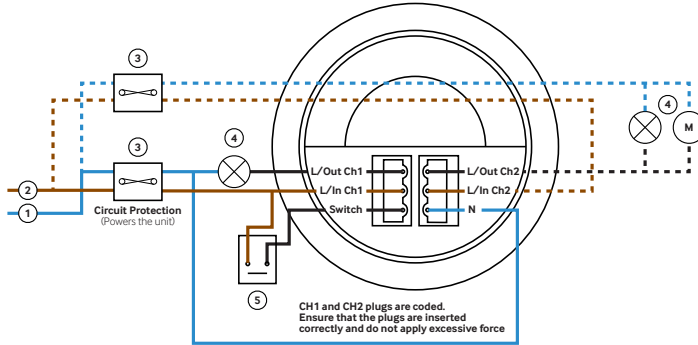 3
3
4
4
M
L/Out Ch1
L/Out Ch2
2
L/In Ch1
L/In Ch2
1
Circuit Protection
(Powers the unit)
Switch
N
5
CH1 and CH2 plugs are coded.
Ensure that the plugs are inserted
correctly and do not apply excessive force